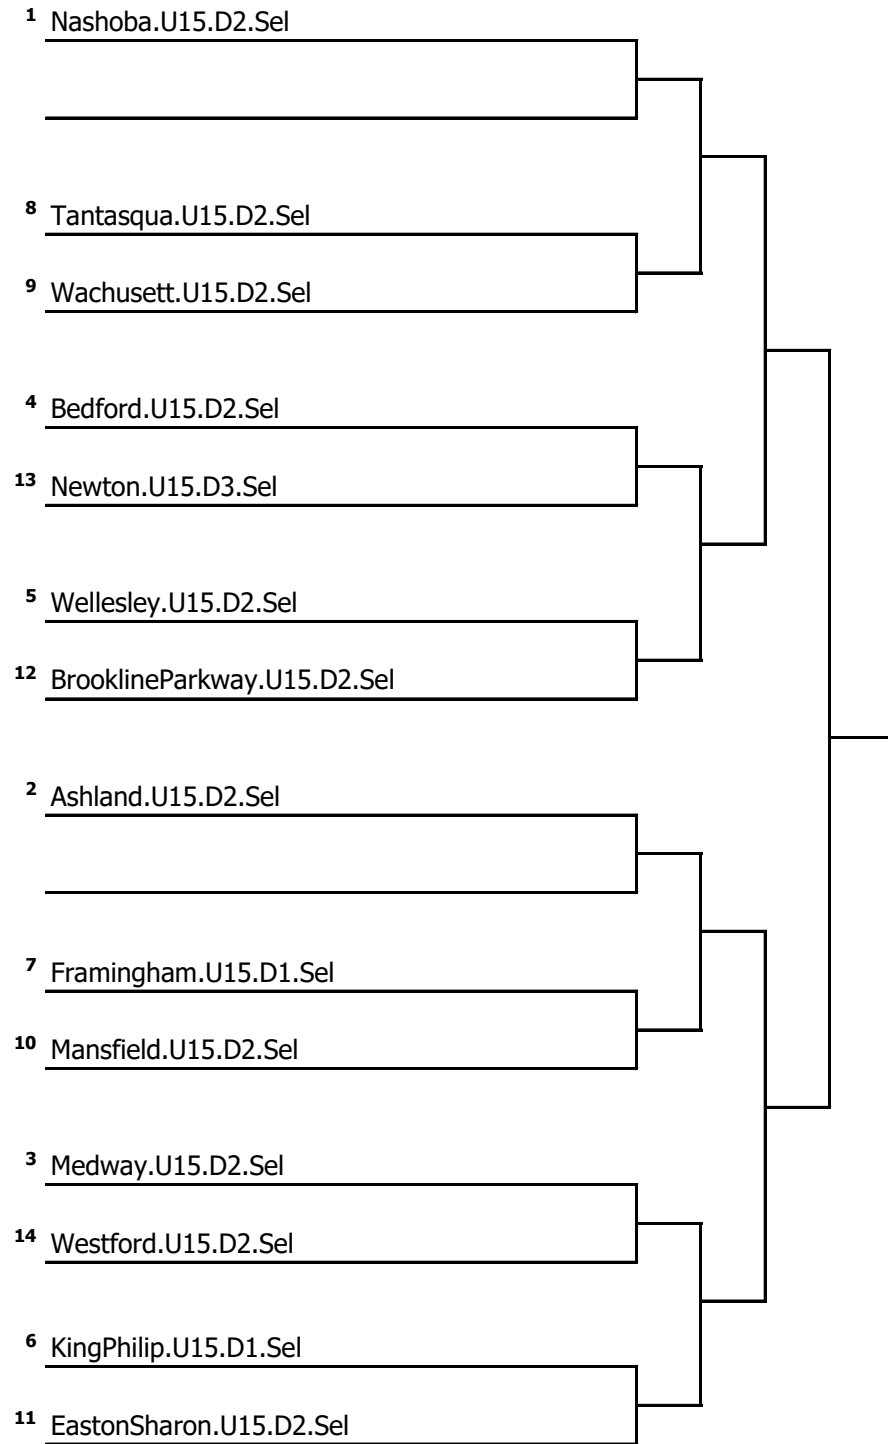 1 Nashoba.U15.D2.Sel
8 Tantasqua.U15.D2.Sel
9 Wachusett.U15.D2.Sel
4 Bedford.U15.D2.Sel
13 Newton.U15.D3.Sel
5 Wellesley.U15.D2.Sel
12 BrooklineParkway.U15.D2.Sel
2 Ashland.U15.D2.Sel
7 Framingham.U15.D1.Sel
10 Mansfield.U15.D2.Sel
3 Medway.U15.D2.Sel
14 Westford.U15.D2.Sel
6 KingPhilip.U15.D1.Sel
11 EastonSharon.U15.D2.Sel